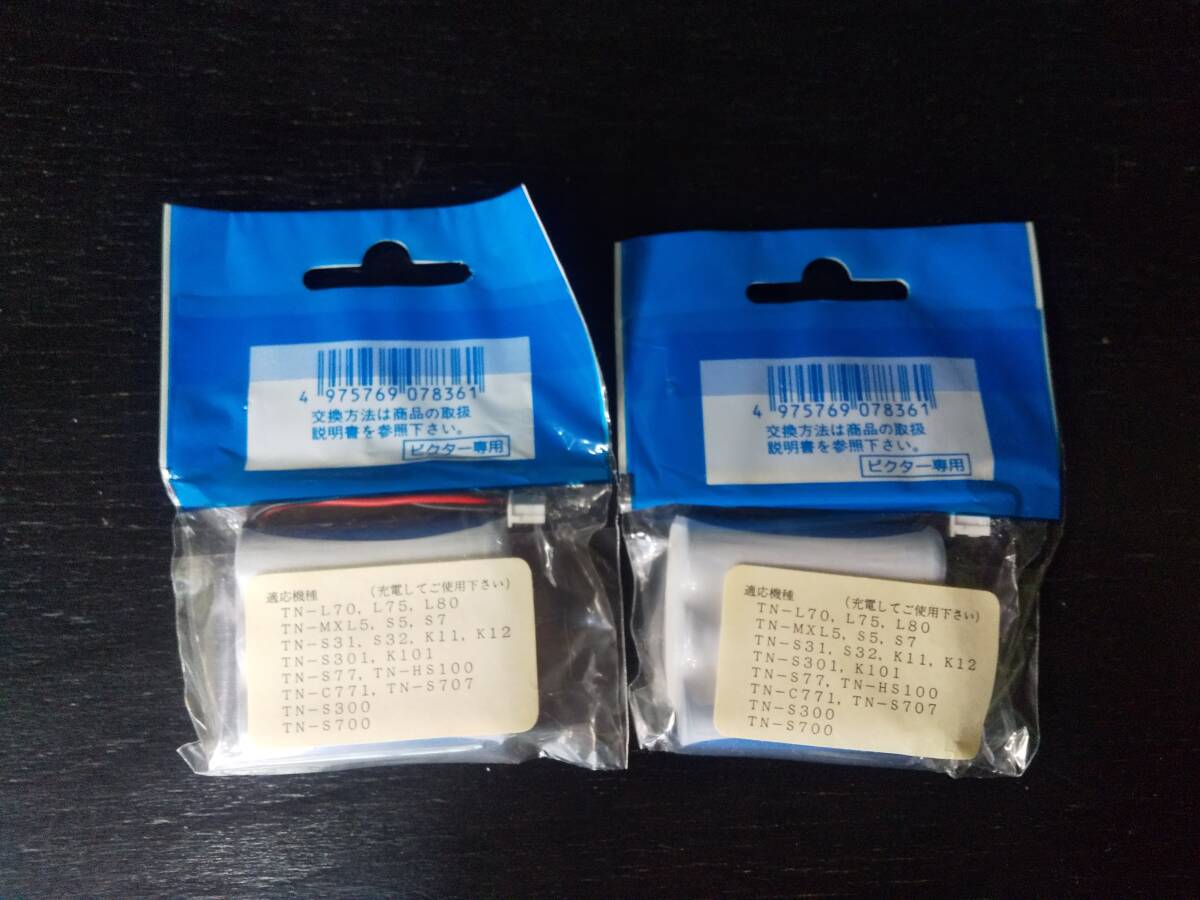 4 975769 078361
交換方法は商品の取扱
説明書を参照下さい。
ビクター専用
適応機種 (充電してご使用下さい)
TN-L70, L75, L80
TN-MXL5, S5, S7
TN-S31, S32, K11, K12
TN-S301, K101
TN-S77, TN-HS100
TN-C771, TN-S707
TN-S300
TN-S700
4 975769 078361
交換方法は商品の取扱
説明書を参照下さい。
ビクター専用
適応機種 (充電してご使用下さい)
TN-L70, L75, L80
TN-MXL5, S5, S7
TN-S31, S32, K11, K12
TN-S301, K101
TN-S77, TN-HS100
TN-C771, TN-S707
TN-S300
TN-S700